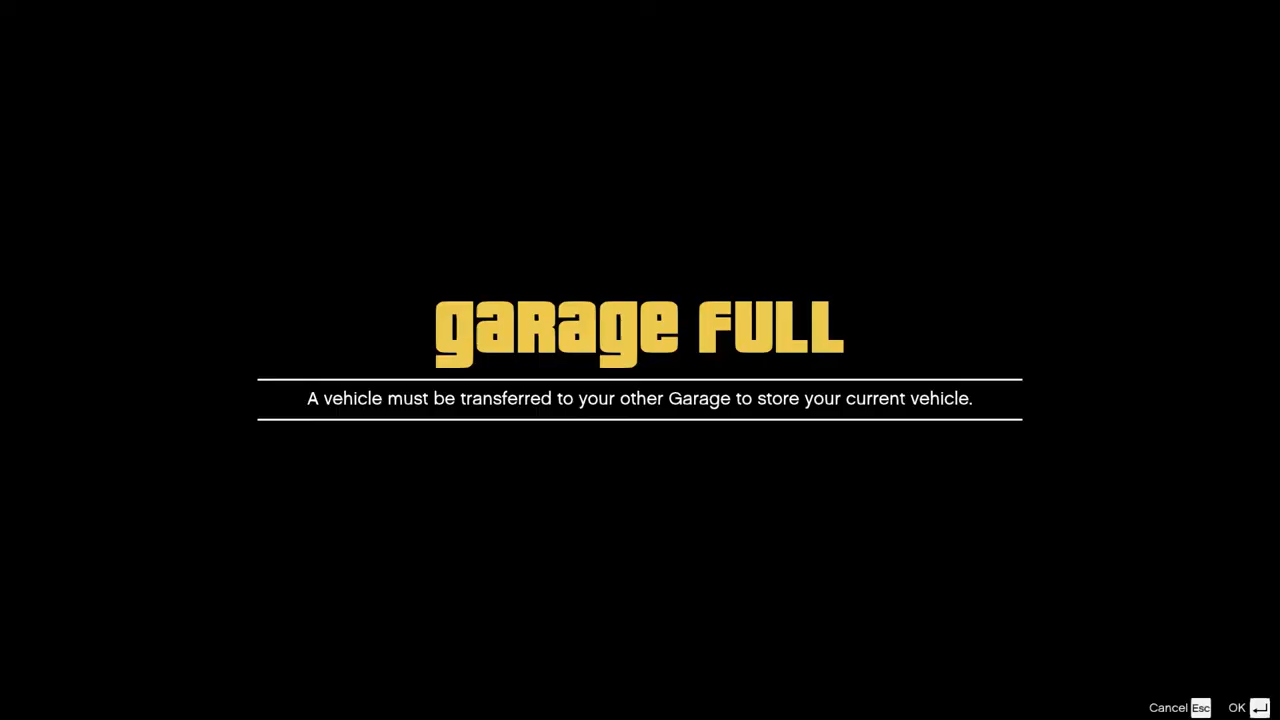 garage FULL
A vehicle must be transferred to your other Garage to store your current vehicle.
Cancel Esc OK